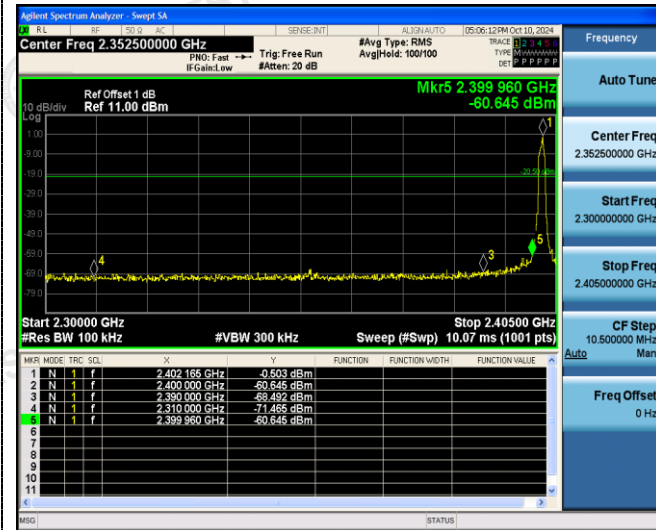 Agilent Spectrum Analyzer - Swept SA
RL RF 50 Ω AC SENSE:INT ALIGNAUTO 05:06:12 PM Oct 10, 2024
Center Freq 2.352500000 GHz
PNO: Fast
IFGain:Low
Trig: Free Run
#Atten: 20 dB
#Avg Type: RMS
Avg|Hold: 100/100
TRACE 1 2 3 4 5 6
TYPE M
DET P P P P P P
Ref Offset 1 dB
Ref 11.00 dBm
10 dB/div
Log
Mkr5 2.399 960 GHz
-60.645 dBm
1.00
-9.00
-19.0
-29.0
-39.0
-49.0
-59.0
-69.0
-79.0
-20.50 dBm
1
5
3
4
Start 2.30000 GHz
Stop 2.40500 GHz
#Res BW 100 kHz #VBW 300 kHz Sweep (#Swp) 10.07 ms (1001 pts)
MKR MODE TRC SCL X Y FUNCTION FUNCTION WIDTH FUNCTION VALUE
1 N 1 f 2.402 165 GHz -0.503 dBm
2 N 1 f 2.400 000 GHz -60.645 dBm
3 N 1 f 2.390 000 GHz -68.492 dBm
4 N 1 f 2.310 000 GHz -71.465 dBm
5 N 1 f 2.399 960 GHz -60.645 dBm
6
7
8
9
10
11
MSG STATUS
Frequency
Auto Tune
Center Freq
2.352500000 GHz
Start Freq
2.300000000 GHz
Stop Freq
2.405000000 GHz
CF Step
10.500000 MHz
Auto Man
Freq Offset
0 Hz